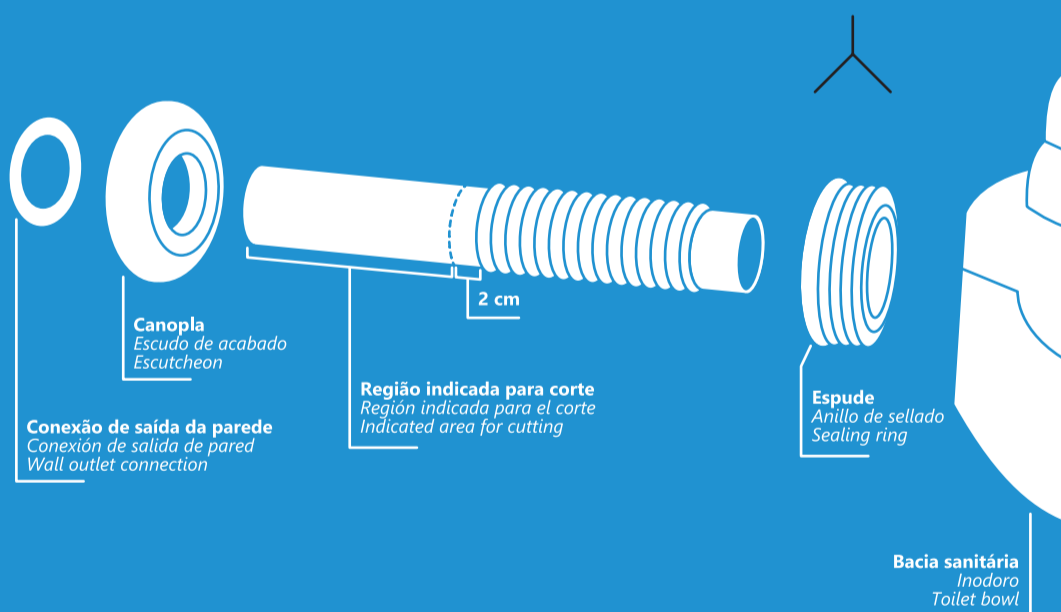 2 cm
Canopla
Escudo de acabado
Escutcheon
Região indicada para corte
Región indicada para el corte
Indicated area for cutting
Espude
Anillo de sellado
Sealing ring
Conexão de saída da parede
Conexión de salida de pared
Wall outlet connection
Bacia sanitária
Inodoro
Toilet bowl